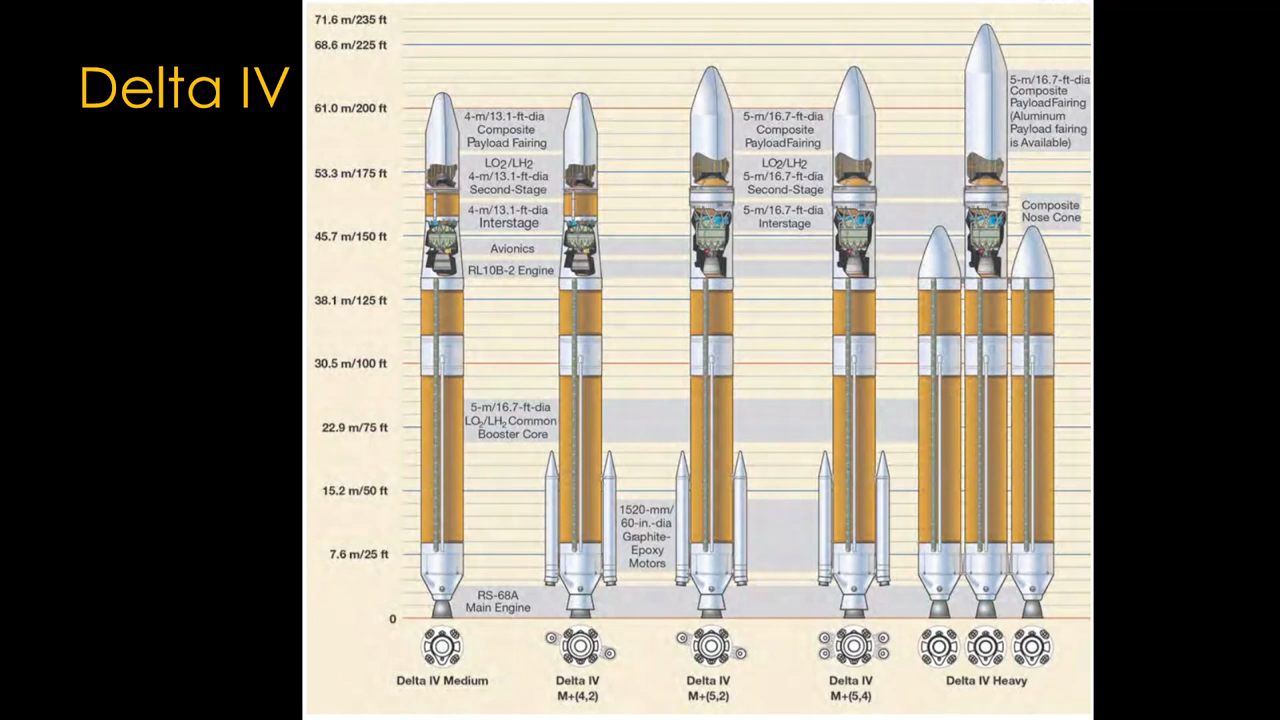 Delta IV
71.6 m/235 ft
68.6 m/225 ft
61.0 m/200 ft
53.3 m/175 ft
45.7 m/150 ft
38.1 m/125 ft
30.5 m/100 ft
22.9 m/75 ft
15.2 m/50 ft
7.6 m/25 ft
0
4-m/13.1-ft-dia
Composite
Payload Fairing
LO2/LH2
4-m/13.1-ft-dia
Second-Stage
4-m/13.1-ft-dia
Interstage
Avionics
RL10B-2 Engine
5-m/16.7-ft-dia
LO2/LH2 Common
Booster Core
RS-68A
Main Engine
1520-mm/
60-in.-dia
Graphite-
Epoxy
Motors
5-m/16.7-ft-dia
Composite
PayloadFairing
LO2/LH2
5-m/16.7-ft-dia
Second-Stage
5-m/16.7-ft-dia
Interstage
5-m/16.7-ft-dia
Composite
PayloadFairing
(Aluminum
Payload fairing
is Available)
Composite
Nose Cone
Delta IV Medium
Delta IV
M+(4,2)
Delta IV
M+(5,2)
Delta IV
M+(5,4)
Delta IV Heavy